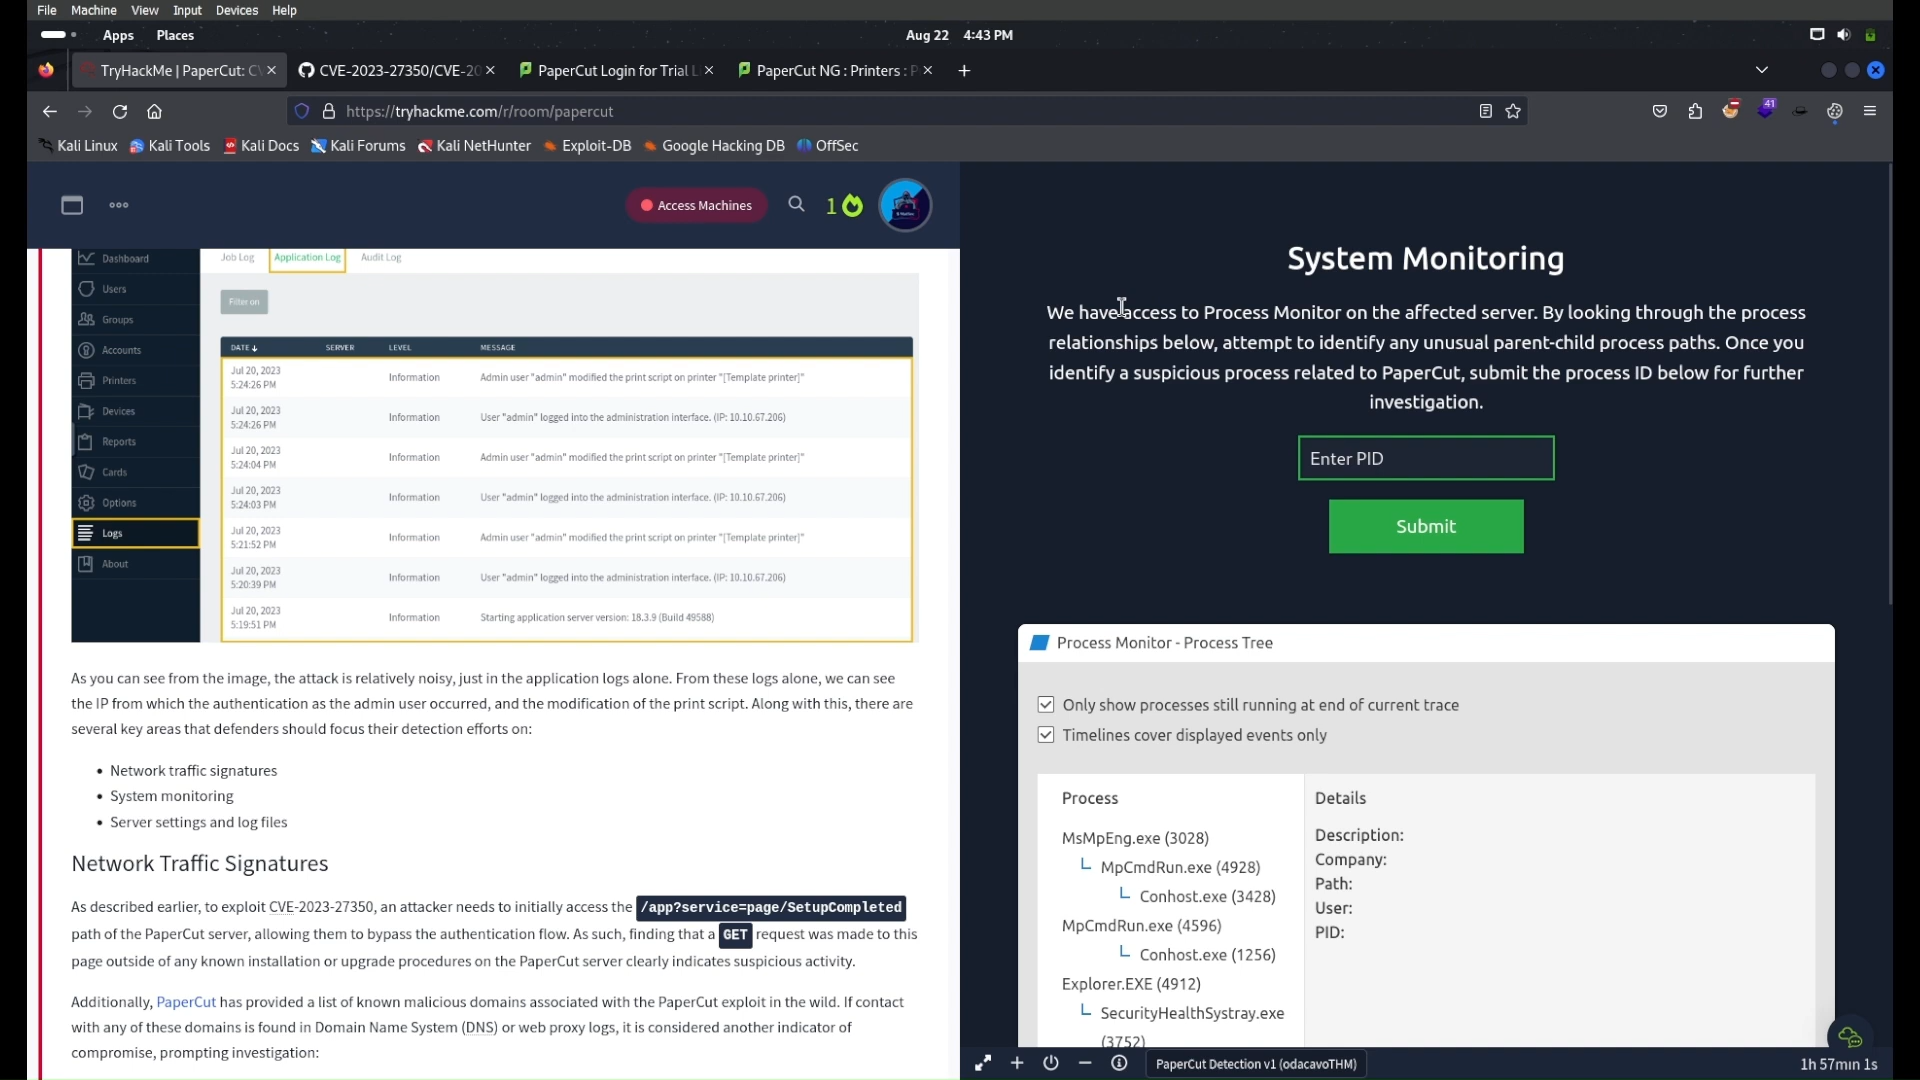 File Machine View Input Devices Help
Apps Places Aug 22 4:43 PM
TryHackMe | PaperCut: CV CVE-2023-27350/CVE-20 PaperCut Login for Trial L PaperCut NG : Printers : P
https://tryhackme.com/r/room/papercut
41
Kali Linux Kali Tools Kali Docs Kali Forums Kali NetHunter Exploit-DB Google Hacking DB OffSec
Access Machines 1
Dashboard
Users
Groups
Accounts
Printers
Devices
Reports
Cards
Options
Logs
About
Job Log Application Log Audit Log
Filter on
DATE SERVER LEVEL MESSAGE
Jul 20, 2023
5:24:26 PM Information Admin user "admin" modified the print script on printer "[Template printer]"
Jul 20, 2023
5:24:26 PM Information User "admin" logged into the administration interface. (IP: 10.10.67.206)
Jul 20, 2023
5:24:04 PM Information Admin user "admin" modified the print script on printer "[Template printer]"
Jul 20, 2023
5:24:03 PM Information User "admin" logged into the administration interface. (IP: 10.10.67.206)
Jul 20, 2023
5:21:52 PM Information Admin user "admin" modified the print script on printer "[Template printer]"
Jul 20, 2023
5:20:39 PM Information User "admin" logged into the administration interface. (IP: 10.10.67.206)
Jul 20, 2023
5:19:51 PM Information Starting application server version: 18.3.9 (Build 49588)
As you can see from the image, the attack is relatively noisy, just in the application logs alone. From these logs alone, we can see
the IP from which the authentication as the admin user occurred, and the modification of the print script. Along with this, there are
several key areas that defenders should focus their detection efforts on:
• Network traffic signatures
• System monitoring
• Server settings and log files
Network Traffic Signatures
As described earlier, to exploit CVE-2023-27350, an attacker needs to initially access the /app?service=page/SetupCompleted
path of the PaperCut server, allowing them to bypass the authentication flow. As such, finding that a GET request was made to this
page outside of any known installation or upgrade procedures on the PaperCut server clearly indicates suspicious activity.
Additionally, PaperCut has provided a list of known malicious domains associated with the PaperCut exploit in the wild. If contact
with any of these domains is found in Domain Name System (DNS) or web proxy logs, it is considered another indicator of
compromise, prompting investigation:
System Monitoring
We have access to Process Monitor on the affected server. By looking through the process
relationships below, attempt to identify any unusual parent-child process paths. Once you
identify a suspicious process related to PaperCut, submit the process ID below for further
investigation.
Enter PID
Submit
Process Monitor - Process Tree
Only show processes still running at end of current trace
Timelines cover displayed events only
Process
MsMpEng.exe (3028)
MpCmdRun.exe (4928)
Conhost.exe (3428)
MpCmdRun.exe (4596)
Conhost.exe (1256)
Explorer.EXE (4912)
SecurityHealthSystray.exe
(3752)
Details
Description:
Company:
Path:
User:
PID:
PaperCut Detection v1 (odacavoTHM) 1h 57min 1s